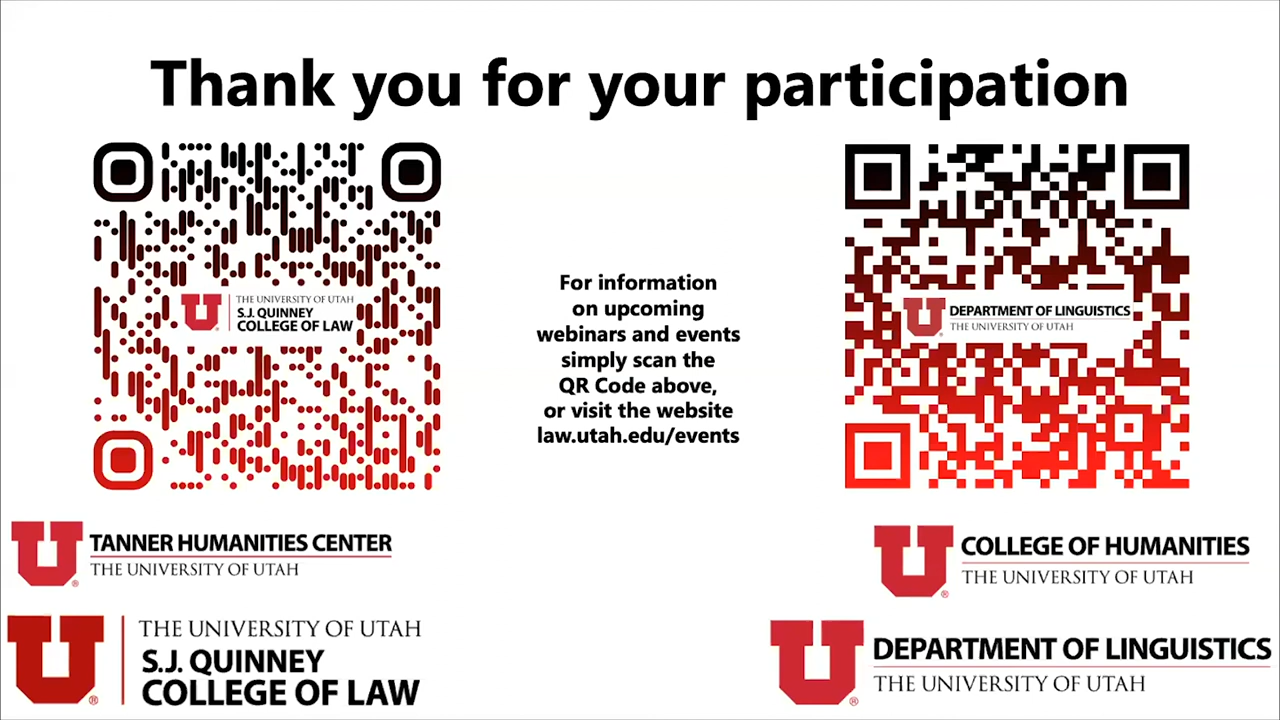 Thank you for your participation
THE UNIVERSITY OF UTAH
S.J. QUINNEY
COLLEGE OF LAW
For information
on upcoming
webinars and events
simply scan the
QR Code above,
or visit the website
law.utah.edu/events
DEPARTMENT OF LINGUISTICS
THE UNIVERSITY OF UTAH
TANNER HUMANITIES CENTER
THE UNIVERSITY OF UTAH
COLLEGE OF HUMANITIES
THE UNIVERSITY OF UTAH
THE UNIVERSITY OF UTAH
S.J. QUINNEY
COLLEGE OF LAW
DEPARTMENT OF LINGUISTICS
THE UNIVERSITY OF UTAH